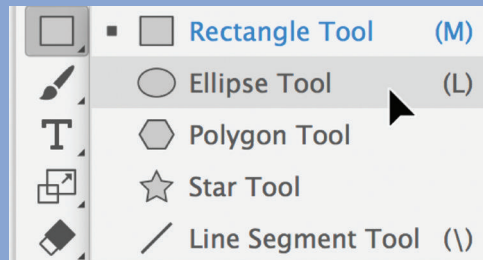 Rectangle Tool (M)
Ellipse Tool (L)
T
Polygon Tool
Star Tool
Line Segment Tool (\)